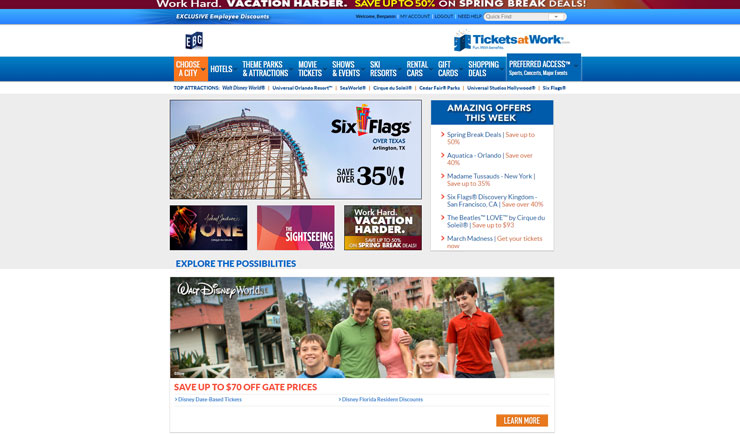 Work Hard. VACATION HARDER. SAVE UP TO 50% ON SPRING BREAK DEALS!
EXCLUSIVE Employee Discounts
Welcome, Benjamin | MY ACCOUNT | LOGOUT | NEED HELP
Quick Find
EBG
TicketsatWork.com
Fun. With benefits.
CHOOSE A CITY
HOTELS
THEME PARKS & ATTRACTIONS
MOVIE TICKETS
SHOWS & EVENTS
SKI RESORTS
RENTAL CARS
GIFT CARDS
SHOPPING DEALS
PREFERRED ACCESS™
Sports, Concerts, Major Events
TOP ATTRACTIONS: Walt Disney World® | Universal Orlando Resort™ | SeaWorld® | Cirque du Soleil® | Cedar Fair® Parks | Universal Studios Hollywood® | Six Flags®
Six Flags®
OVER TEXAS
Arlington, TX
SAVE OVER 35%!
AMAZING OFFERS
THIS WEEK
Spring Break Deals | Save up to
50%
Aquatica - Orlando | Save over
40%
Madame Tussauds - New York |
Save up to 35%
Six Flags® Discovery Kingdom -
San Francisco, CA | Save over 40%
The Beatles™ LOVE™ by Cirque du
Soleil® | Save up to $93
March Madness | Get your tickets
now
Michael Jackson
ONE
THE
SIGHTSEEING
PASS.
Work Hard.
VACATION
HARDER.
SAVE UP TO 50%
ON SPRING BREAK DEALS!
EXPLORE THE POSSIBILITIES
Walt Disney World
©Disney
SAVE UP TO $70 OFF GATE PRICES
> Disney Date-Based Tickets
> Disney Florida Resident Discounts
LEARN MORE